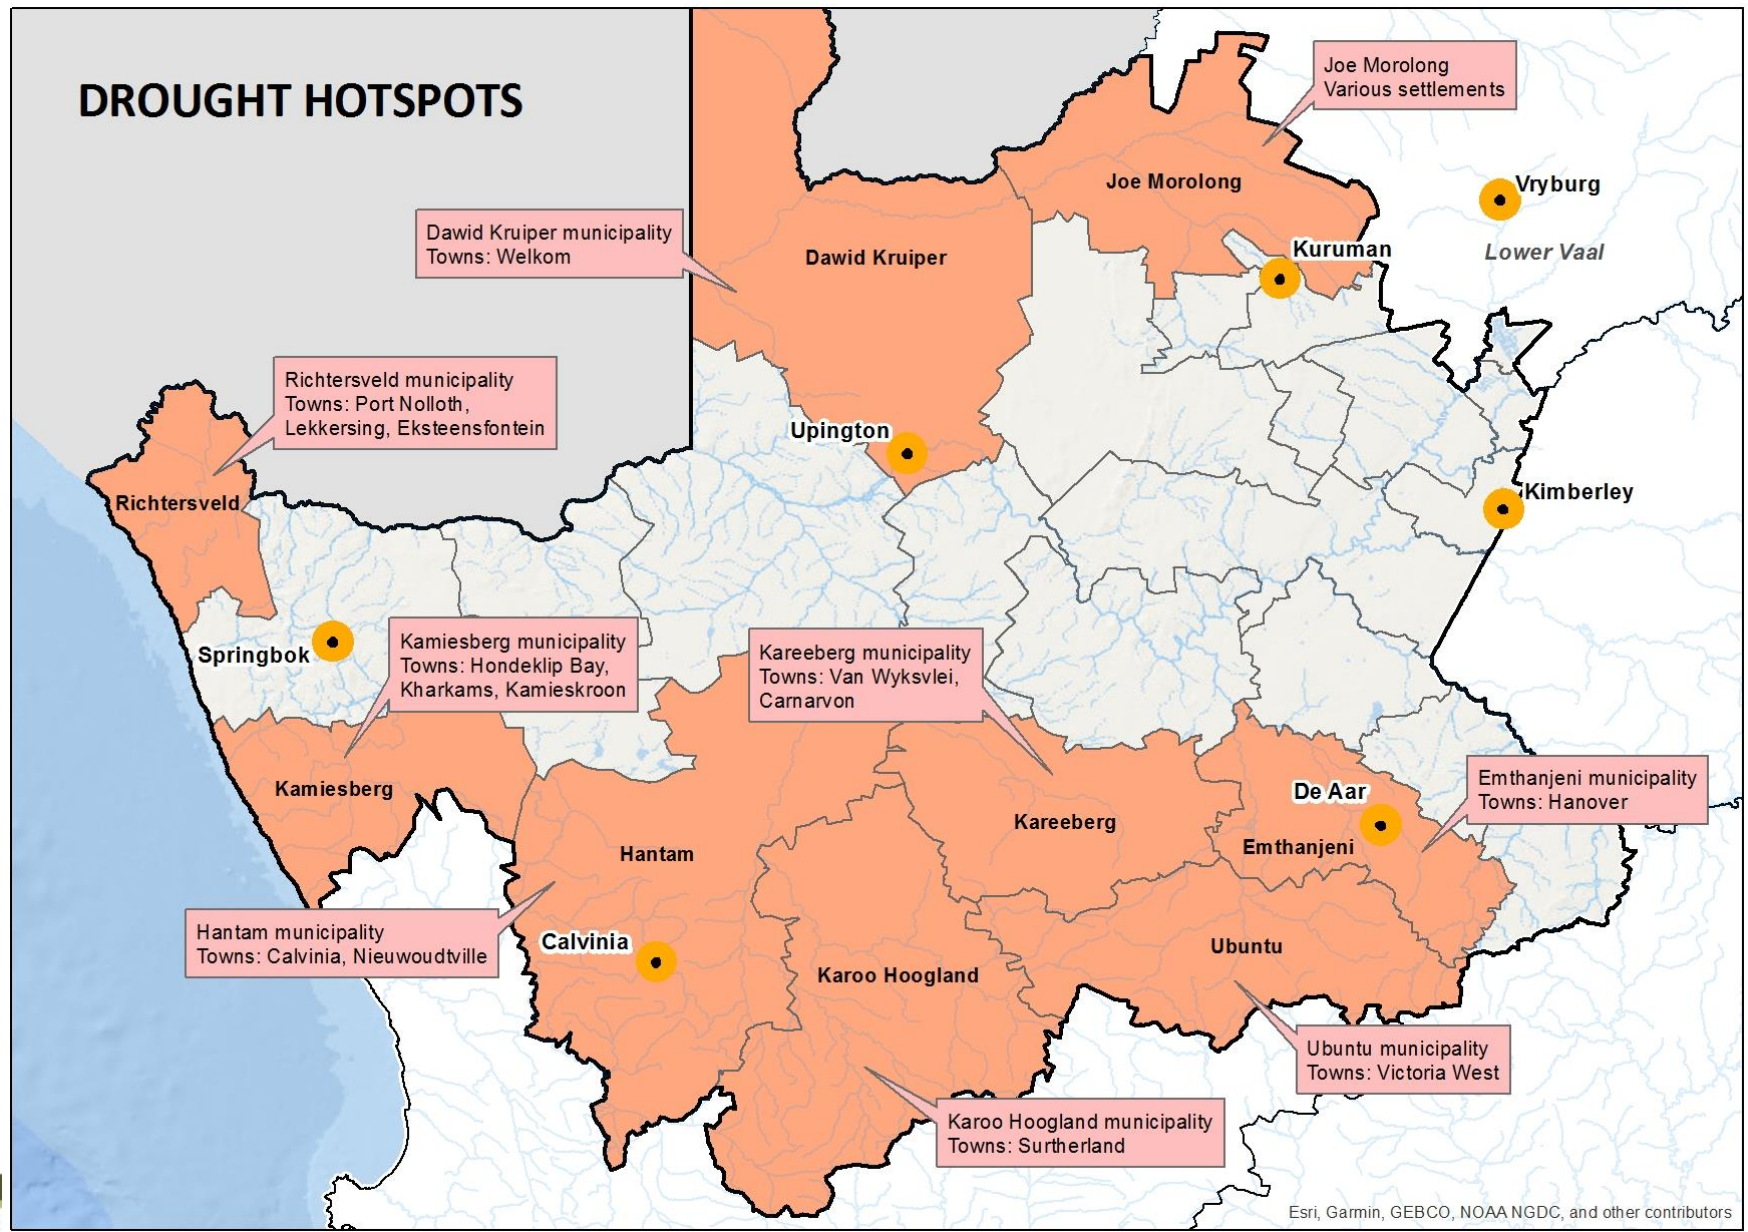 DROUGHT HOTSPOTS
Joe Morolong
Various settlements
Joe Morolong
Vryburg
Dawid Kruiper municipality
Towns: Welkom
Dawid Kruiper
Kuruman
Lower Vaal
Richtersveld municipality
Towns: Port Nolloth,
Lekkersing, Eksteensfontein
Upington
Richtersveld
Kimberley
Springbok
Kamiesberg municipality
Towns: Hondeklip Bay,
Kharkams, Kamieskroon
Kareeberg municipality
Towns: Van Wyksvlei,
Carnarvon
Kamiesberg
De Aar
Emthanjeni municipality
Towns: Hanover
Kareeberg
Emthanjeni
Hantam
Hantam municipality
Towns: Calvinia, Nieuwoudtville
Calvinia
Karoo Hoogland
Ubuntu
Ubuntu municipality
Towns: Victoria West
Karoo Hoogland municipality
Towns: Surtherland
Esri, Garmin, GEBCO, NOAA NGDC, and other contributors